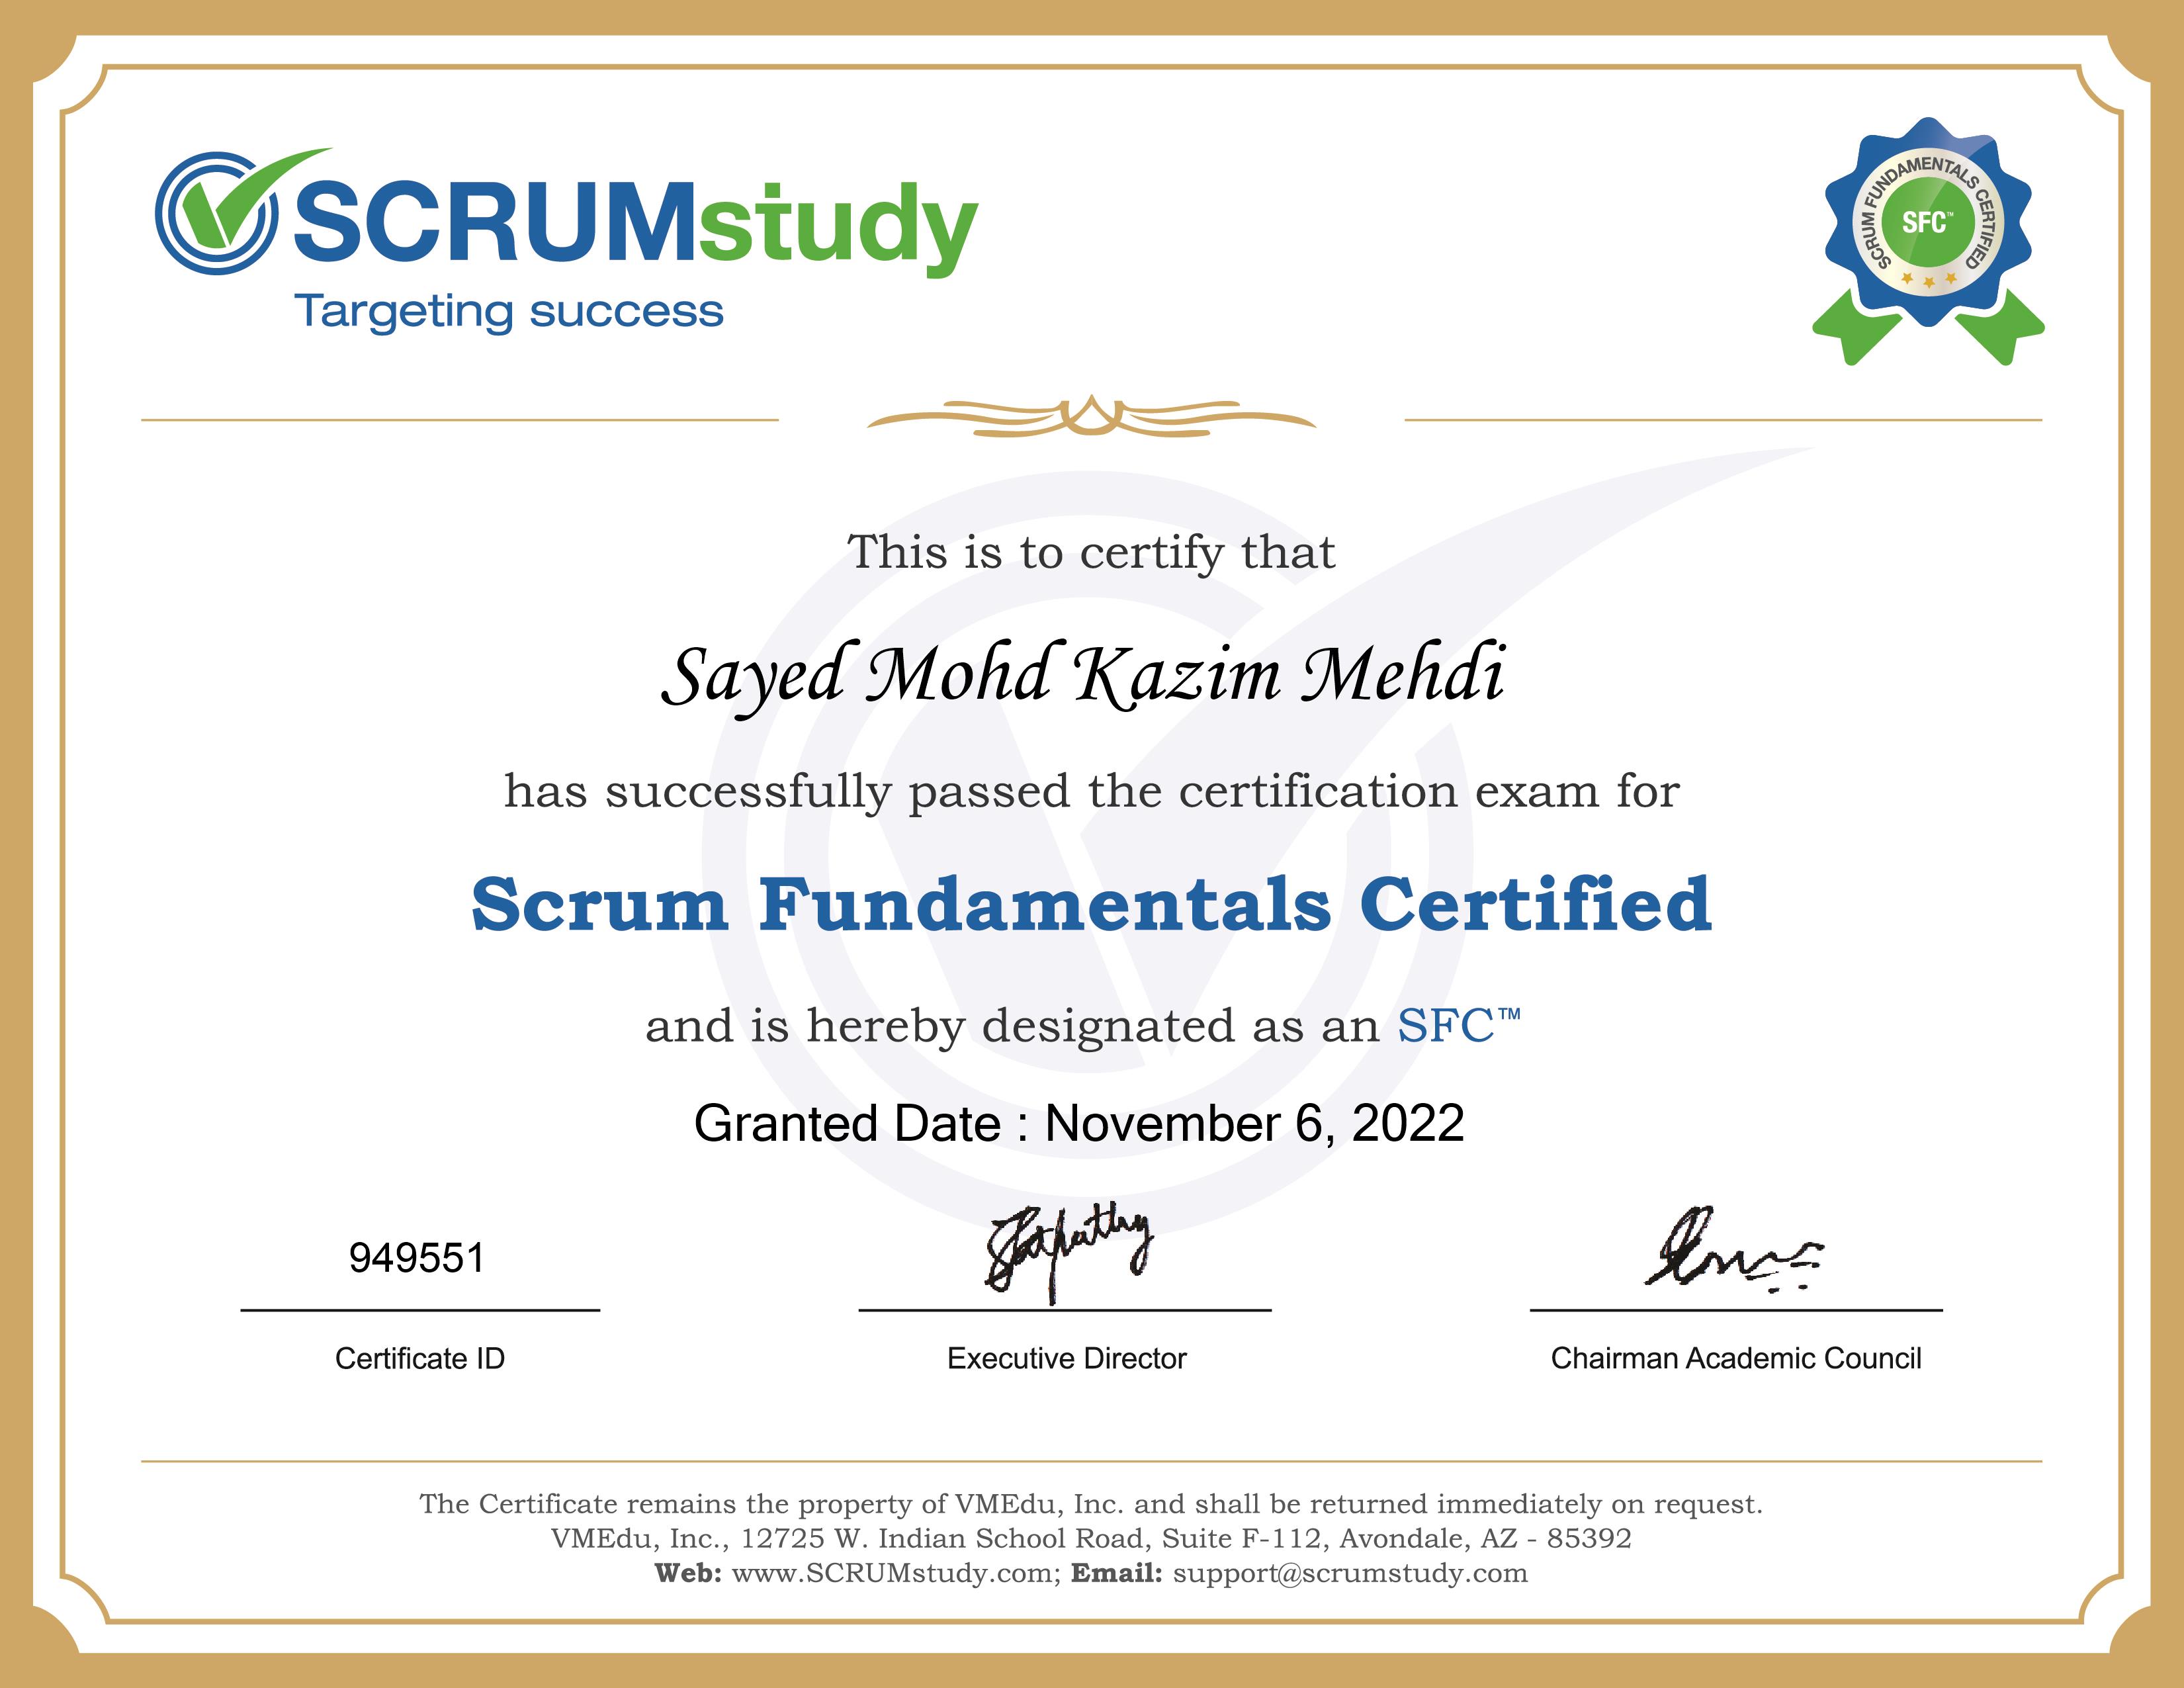 SCRUMstudy
Targeting success
SCRUM FUNDAMENTALS CERTIFIED
SFC™
This is to certify that
Sayed Mohd Kazim Mehdi
has successfully passed the certification exam for
Scrum Fundamentals Certified
and is hereby designated as an SFC™
Granted Date : November 6, 2022
949551
Certificate ID
Executive Director
Chairman Academic Council
The Certificate remains the property of VMEdu, Inc. and shall be returned immediately on request.
VMEdu, Inc., 12725 W. Indian School Road, Suite F-112, Avondale, AZ - 85392
Web: www.SCRUMstudy.com; Email: support@scrumstudy.com